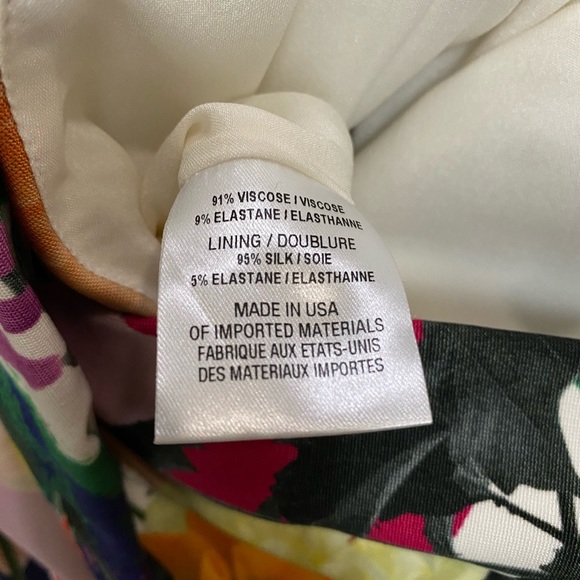 91% VISCOSE / VISCOSE
9% ELASTANE / ELASTHANNE
LINING / DOUBLURE
95% SILK / SOIE
5% ELASTANE / ELASTHANNE
MADE IN USA
OF IMPORTED MATERIALS
FABRIQUE AUX ETATS-UNIS
DES MATERIAUX IMPORTES